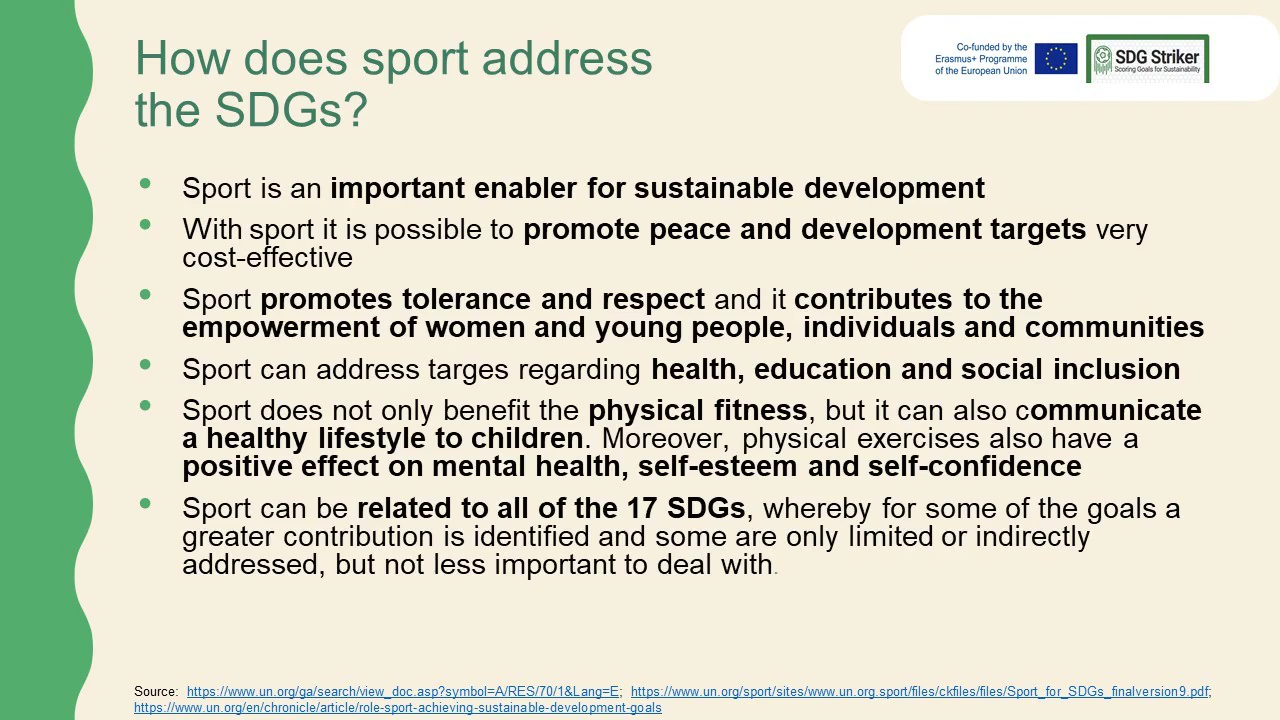 How does sport address
the SDGs?
Co-funded by the
Erasmus+ Programme
of the European Union
SDG Striker
Scoring Goals for Sustainability
• Sport is an important enabler for sustainable development
• With sport it is possible to promote peace and development targets very
cost-effective
• Sport promotes tolerance and respect and it contributes to the
empowerment of women and young people, individuals and communities
• Sport can address targes regarding health, education and social inclusion
• Sport does not only benefit the physical fitness, but it can also communicate
a healthy lifestyle to children. Moreover, physical exercises also have a
positive effect on mental health, self-esteem and self-confidence
• Sport can be related to all of the 17 SDGs, whereby for some of the goals a
greater contribution is identified and some are only limited or indirectly
addressed, but not less important to deal with.
Source: https://www.un.org/ga/search/view_doc.asp?symbol=A/RES/70/1&Lang=E; https://www.un.org/sport/sites/www.un.org.sport/files/ckfiles/files/Sport_for_SDGs_finalversion9.pdf;
https://www.un.org/en/chronicle/article/role-sport-achieving-sustainable-development-goals